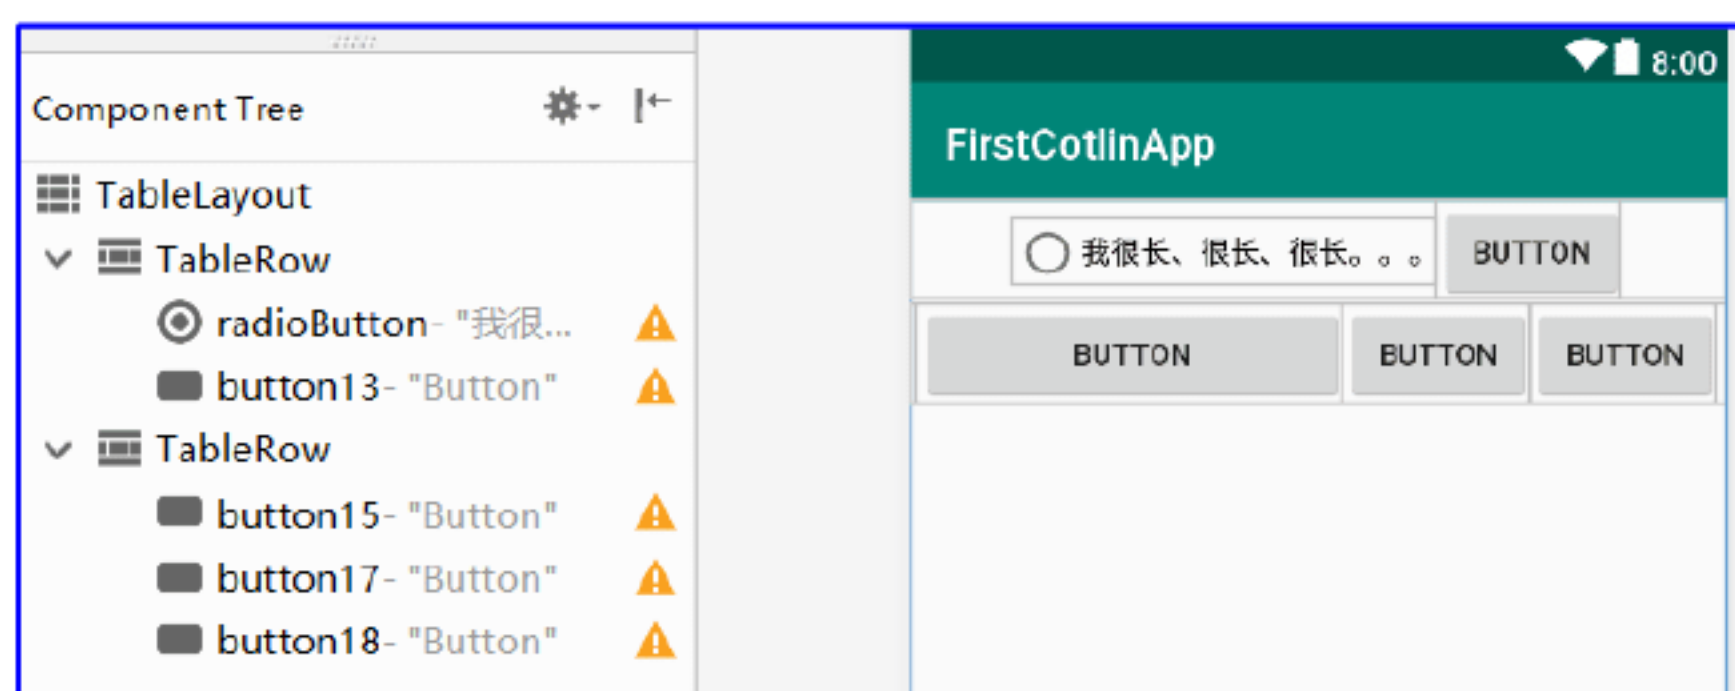 Component Tree
TableLayout
TableRow
radioButton- "我很...
button13- "Button"
TableRow
button15- "Button"
button17- "Button"
button18- "Button"
8:00
FirstCotlinApp
我很长、很长、很长。。。 BUTTON
BUTTON BUTTON BUTTON